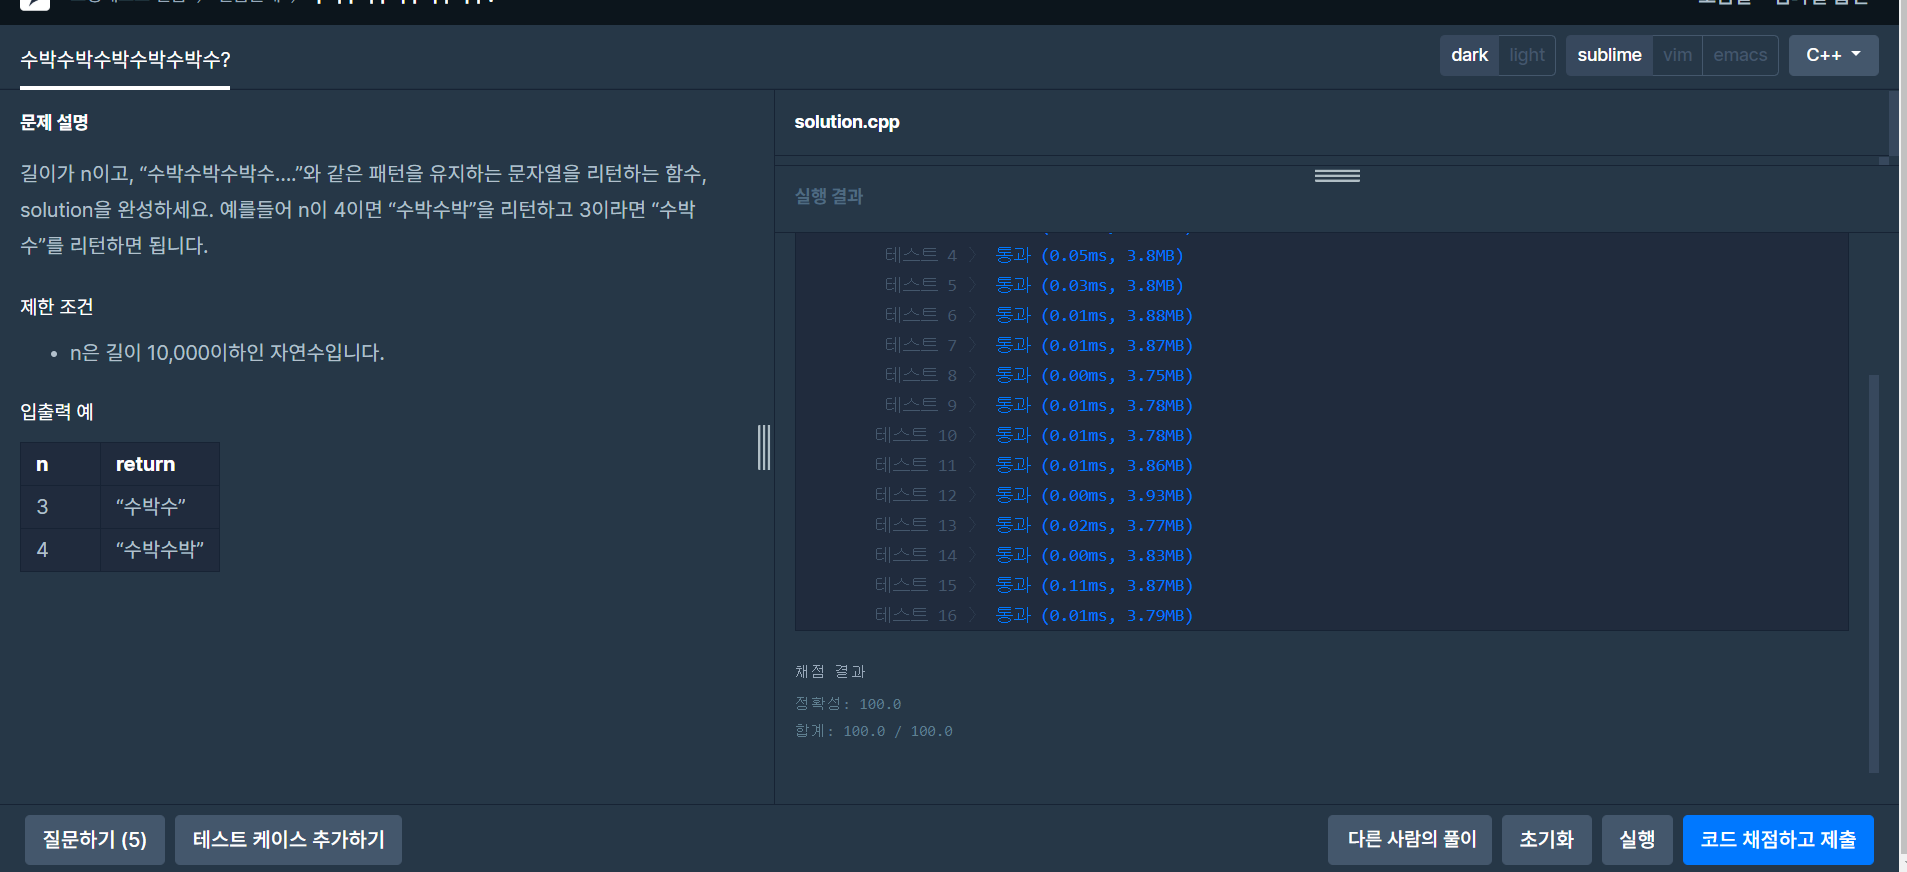 수박수박수박수박수박수?
dark light
sublime vim emacs
C++
문제 설명
길이가 n이고, “수박수박수박수....”와 같은 패턴을 유지하는 문자열을 리턴하는 함수,
solution을 완성하세요. 예를들어 n이 4이면 “수박수박”을 리턴하고 3이라면 “수박
수”를 리턴하면 됩니다.
제한 조건
• n은 길이 10,000이하인 자연수입니다.
입출력 예
n return
3 “수박수”
4 “수박수박”
solution.cpp
실행 결과
테스트 4 〉 통과 (0.05ms, 3.8MB)
테스트 5 〉 통과 (0.03ms, 3.8MB)
테스트 6 〉 통과 (0.01ms, 3.88MB)
테스트 7 〉 통과 (0.01ms, 3.87MB)
테스트 8 〉 통과 (0.00ms, 3.75MB)
테스트 9 〉 통과 (0.01ms, 3.78MB)
테스트 10 〉 통과 (0.01ms, 3.78MB)
테스트 11 〉 통과 (0.01ms, 3.86MB)
테스트 12 〉 통과 (0.00ms, 3.93MB)
테스트 13 〉 통과 (0.02ms, 3.77MB)
테스트 14 〉 통과 (0.00ms, 3.83MB)
테스트 15 〉 통과 (0.11ms, 3.87MB)
테스트 16 〉 통과 (0.01ms, 3.79MB)
채점 결과
정확성: 100.0
합계: 100.0 / 100.0
질문하기 (5)
테스트 케이스 추가하기
다른 사람의 풀이
초기화
실행
코드 채점하고 제출